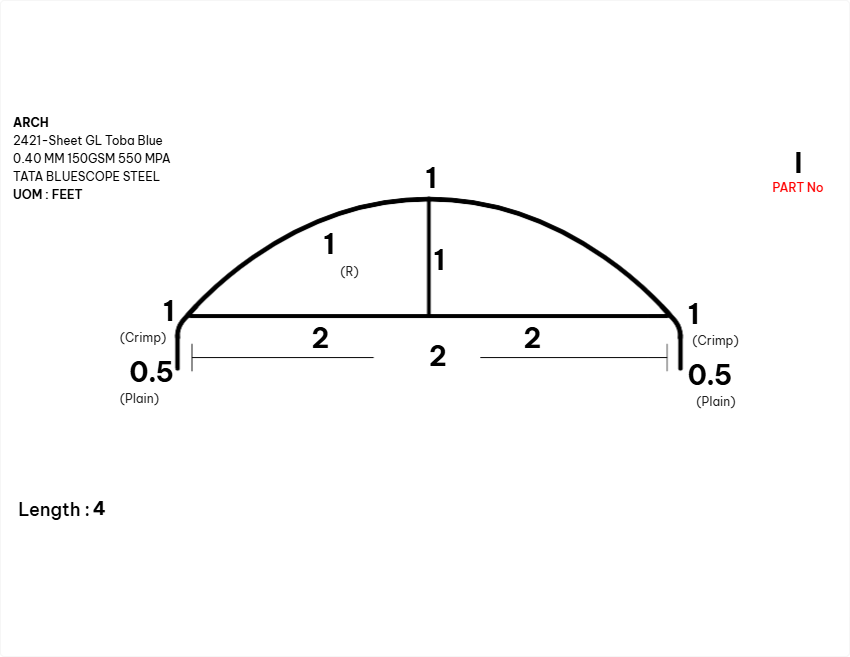 ARCH
2421-Sheet GL Toba Blue
0.40 MM 150GSM 550 MPA
TATA BLUESCOPE STEEL
UOM : FEET
I
PART No
1
1
(R)
1
1
(Crimp)
0.5
(Plain)
2
2
2
1
(Crimp)
0.5
(Plain)
Length : 4